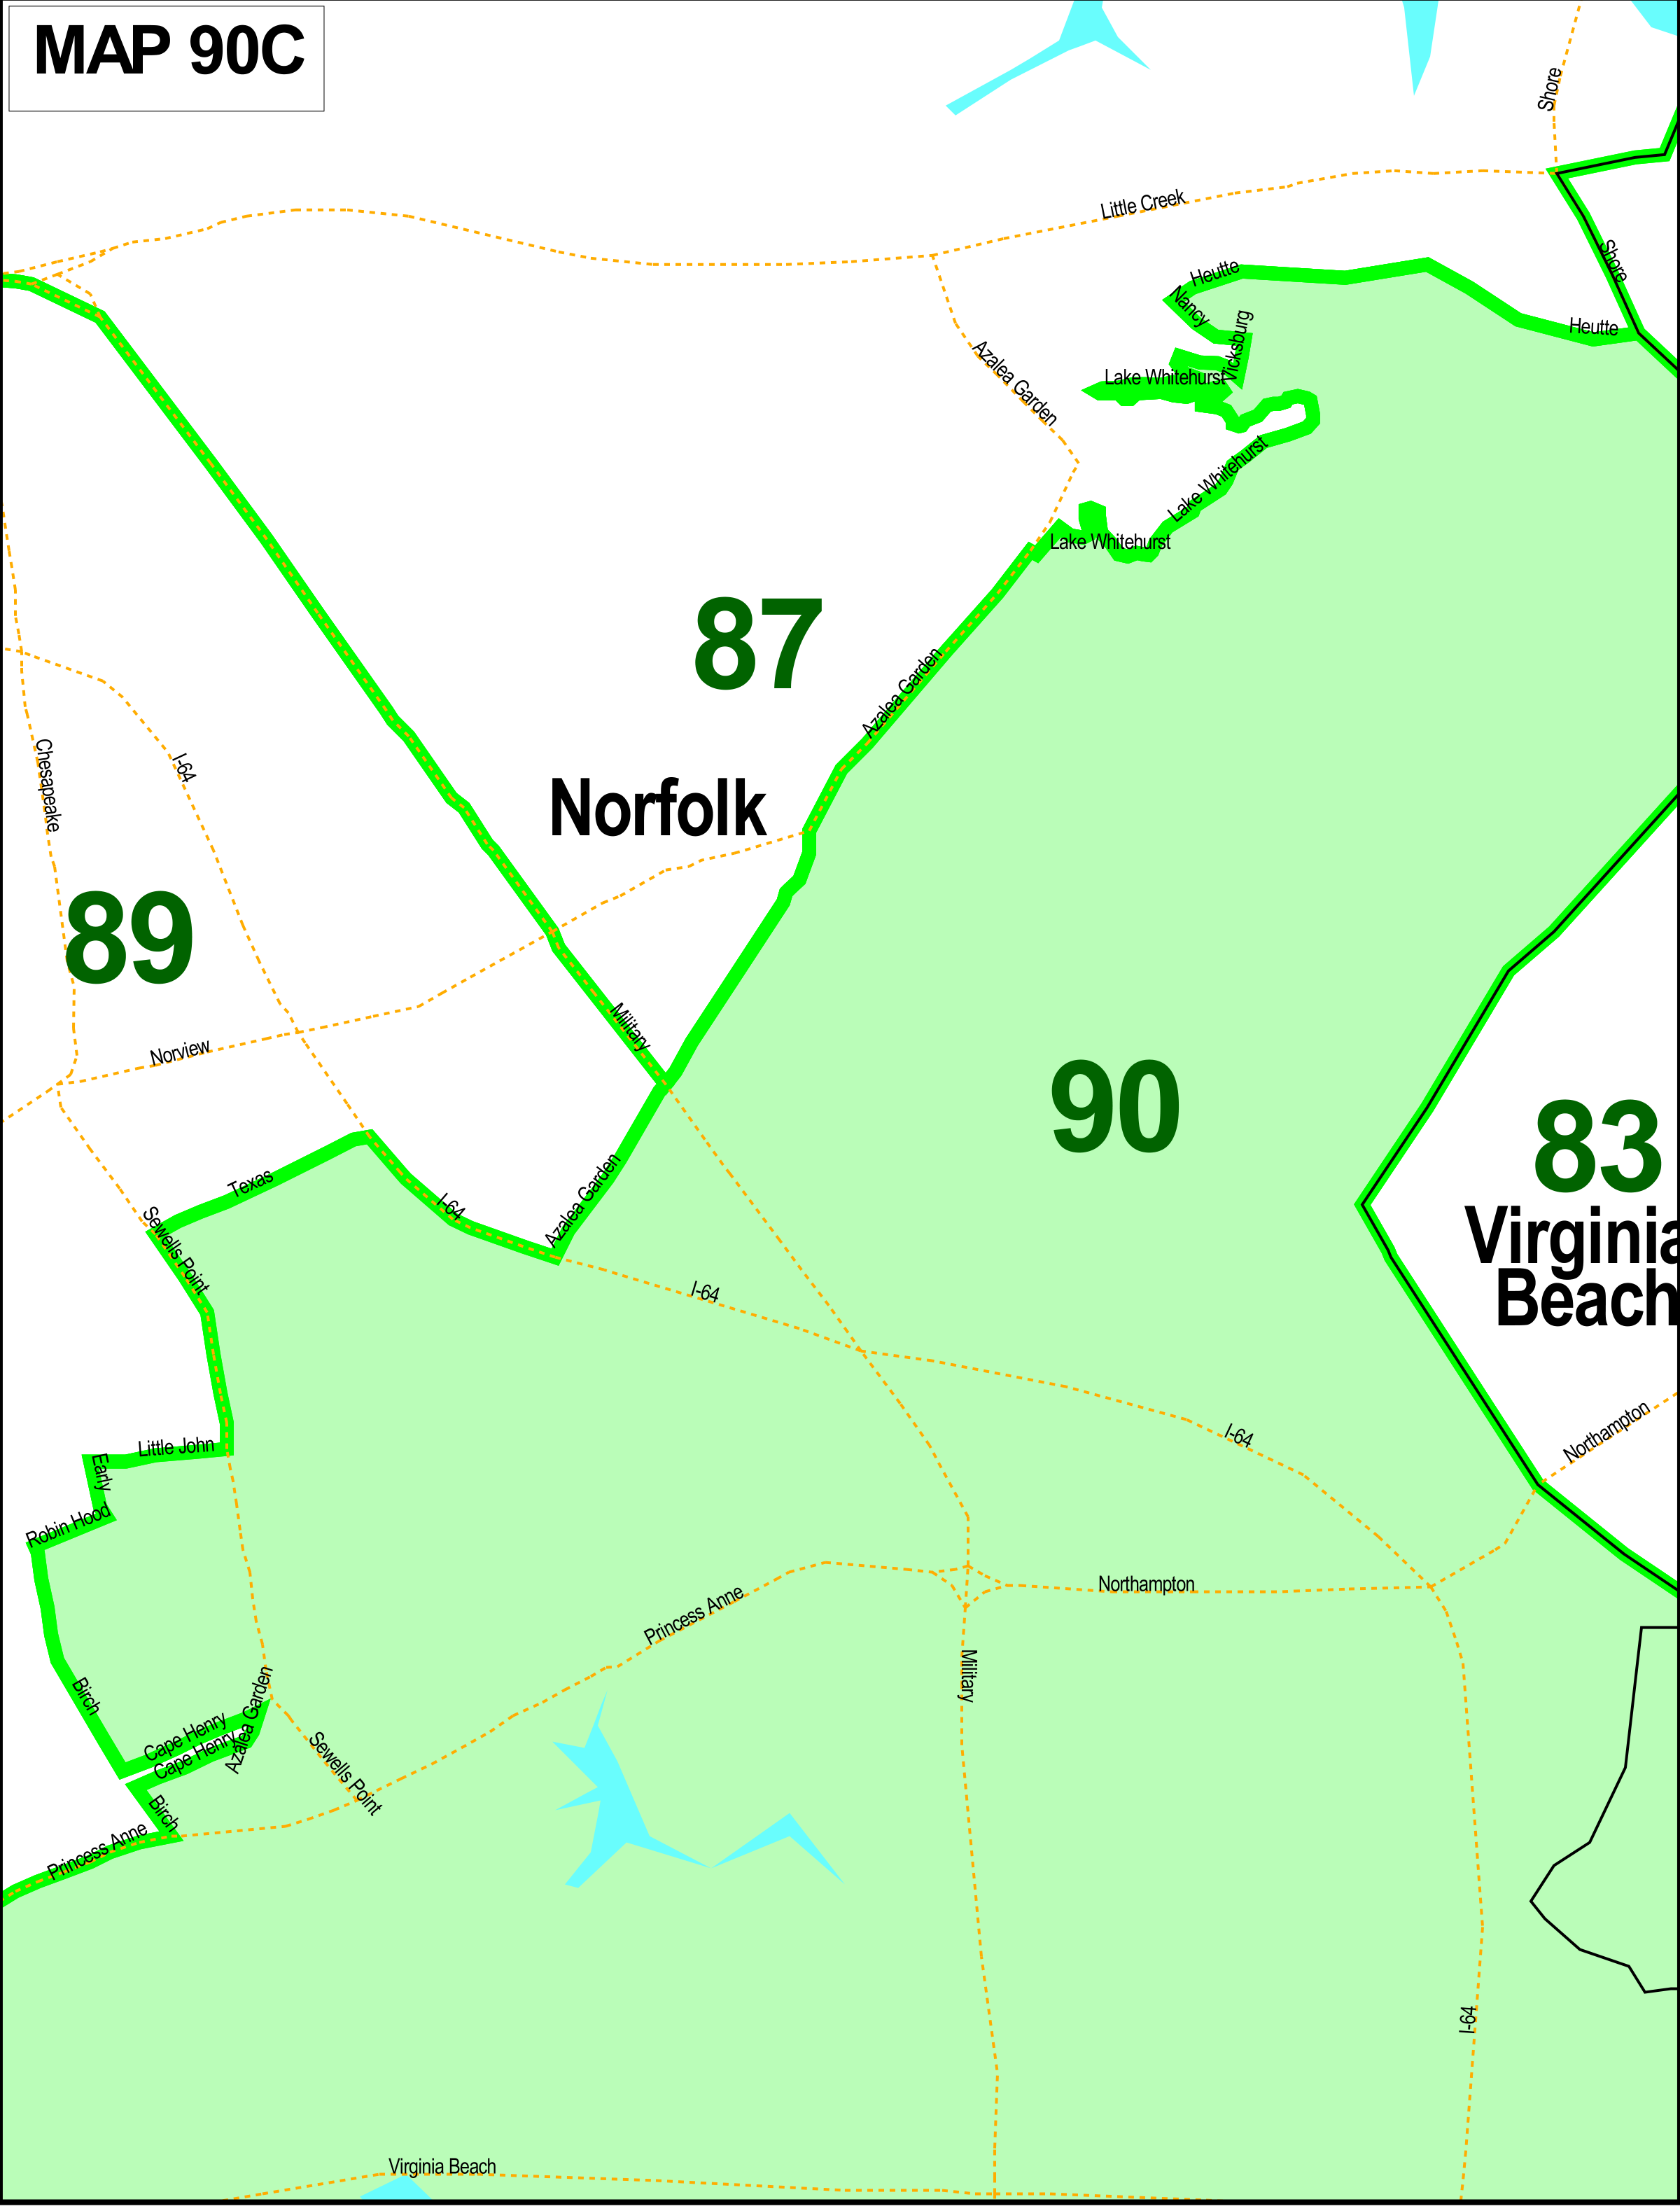 MAP 90C
Shore
Little Creek
Shore
Heutte
Nancy
Vicksburg
Heutte
Azalea Garden
Lake Whitehurst
Lake Whitehurst
Lake Whitehurst
87
Azalea Garden
Chesapeake
I-64
Norfolk
89
Military
Norview
90
83
Virginia
Beach
Texas
I-64
Azalea Garden
Sewells Point
I-64
Little John
Early
I-64
Northampton
Robin Hood
Northampton
Princess Anne
Military
Birch
Cape Henry
Cape Henry
Azalea Garden
Sewells Point
Birch
Princess Anne
I-64
Virginia Beach